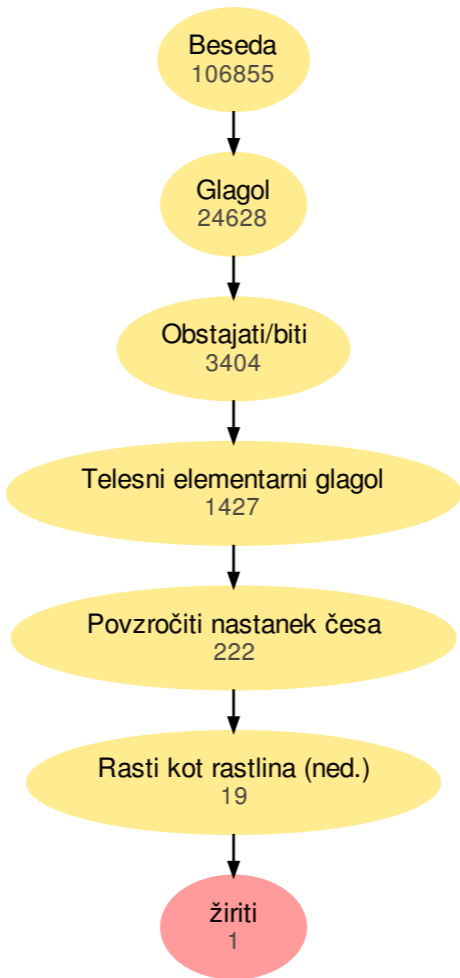 Beseda
106855
Glagol
24628
Obstajati/biti
3404
Telesni elementarni glagol
1427
Povzročiti nastanek česa
222
Rasti kot rastlina (ned.)
19
žiriti
1